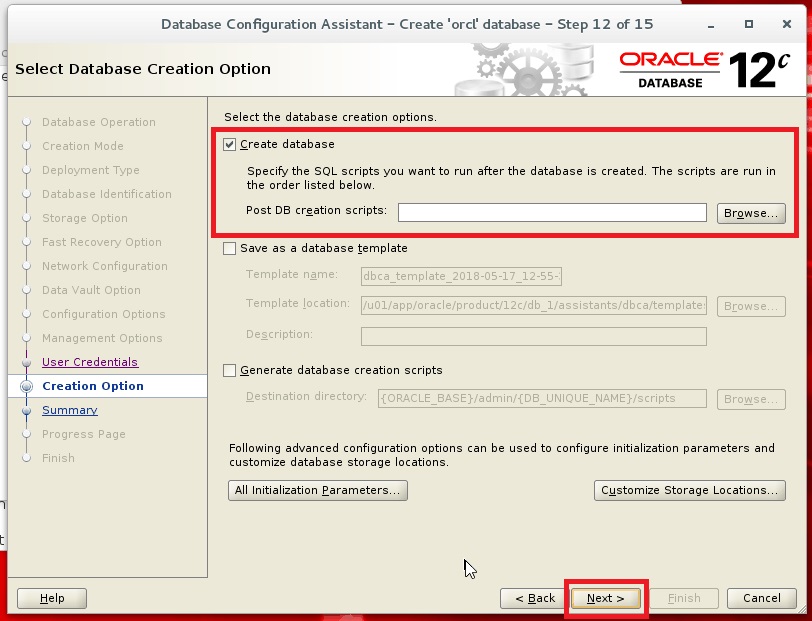 Database Configuration Assistant - Create 'orcl' database - Step 12 of 15
Select Database Creation Option
ORACLE
DATABASE
12c
Database Operation
Creation Mode
Deployment Type
Database Identification
Storage Option
Fast Recovery Option
Network Configuration
Data Vault Option
Configuration Options
Management Options
User Credentials
Creation Option
Summary
Progress Page
Finish
Select the database creation options.
Create database
Specify the SQL scripts you want to run after the database is created. The scripts are run in
the order listed below.
Post DB creation scripts:
Browse...
Save as a database template
Template name: dbca_template_2018-05-17_12-55-
Template location: /u01/app/oracle/product/12c/db_1/assistants/dbca/template Browse...
Description:
Generate database creation scripts
Destination directory: {ORACLE_BASE}/admin/{DB_UNIQUE_NAME}/scripts Browse...
Following advanced configuration options can be used to configure initialization parameters and
customize database storage locations.
All Initialization Parameters... Customize Storage Locations...
Help < Back Next > Finish Cancel